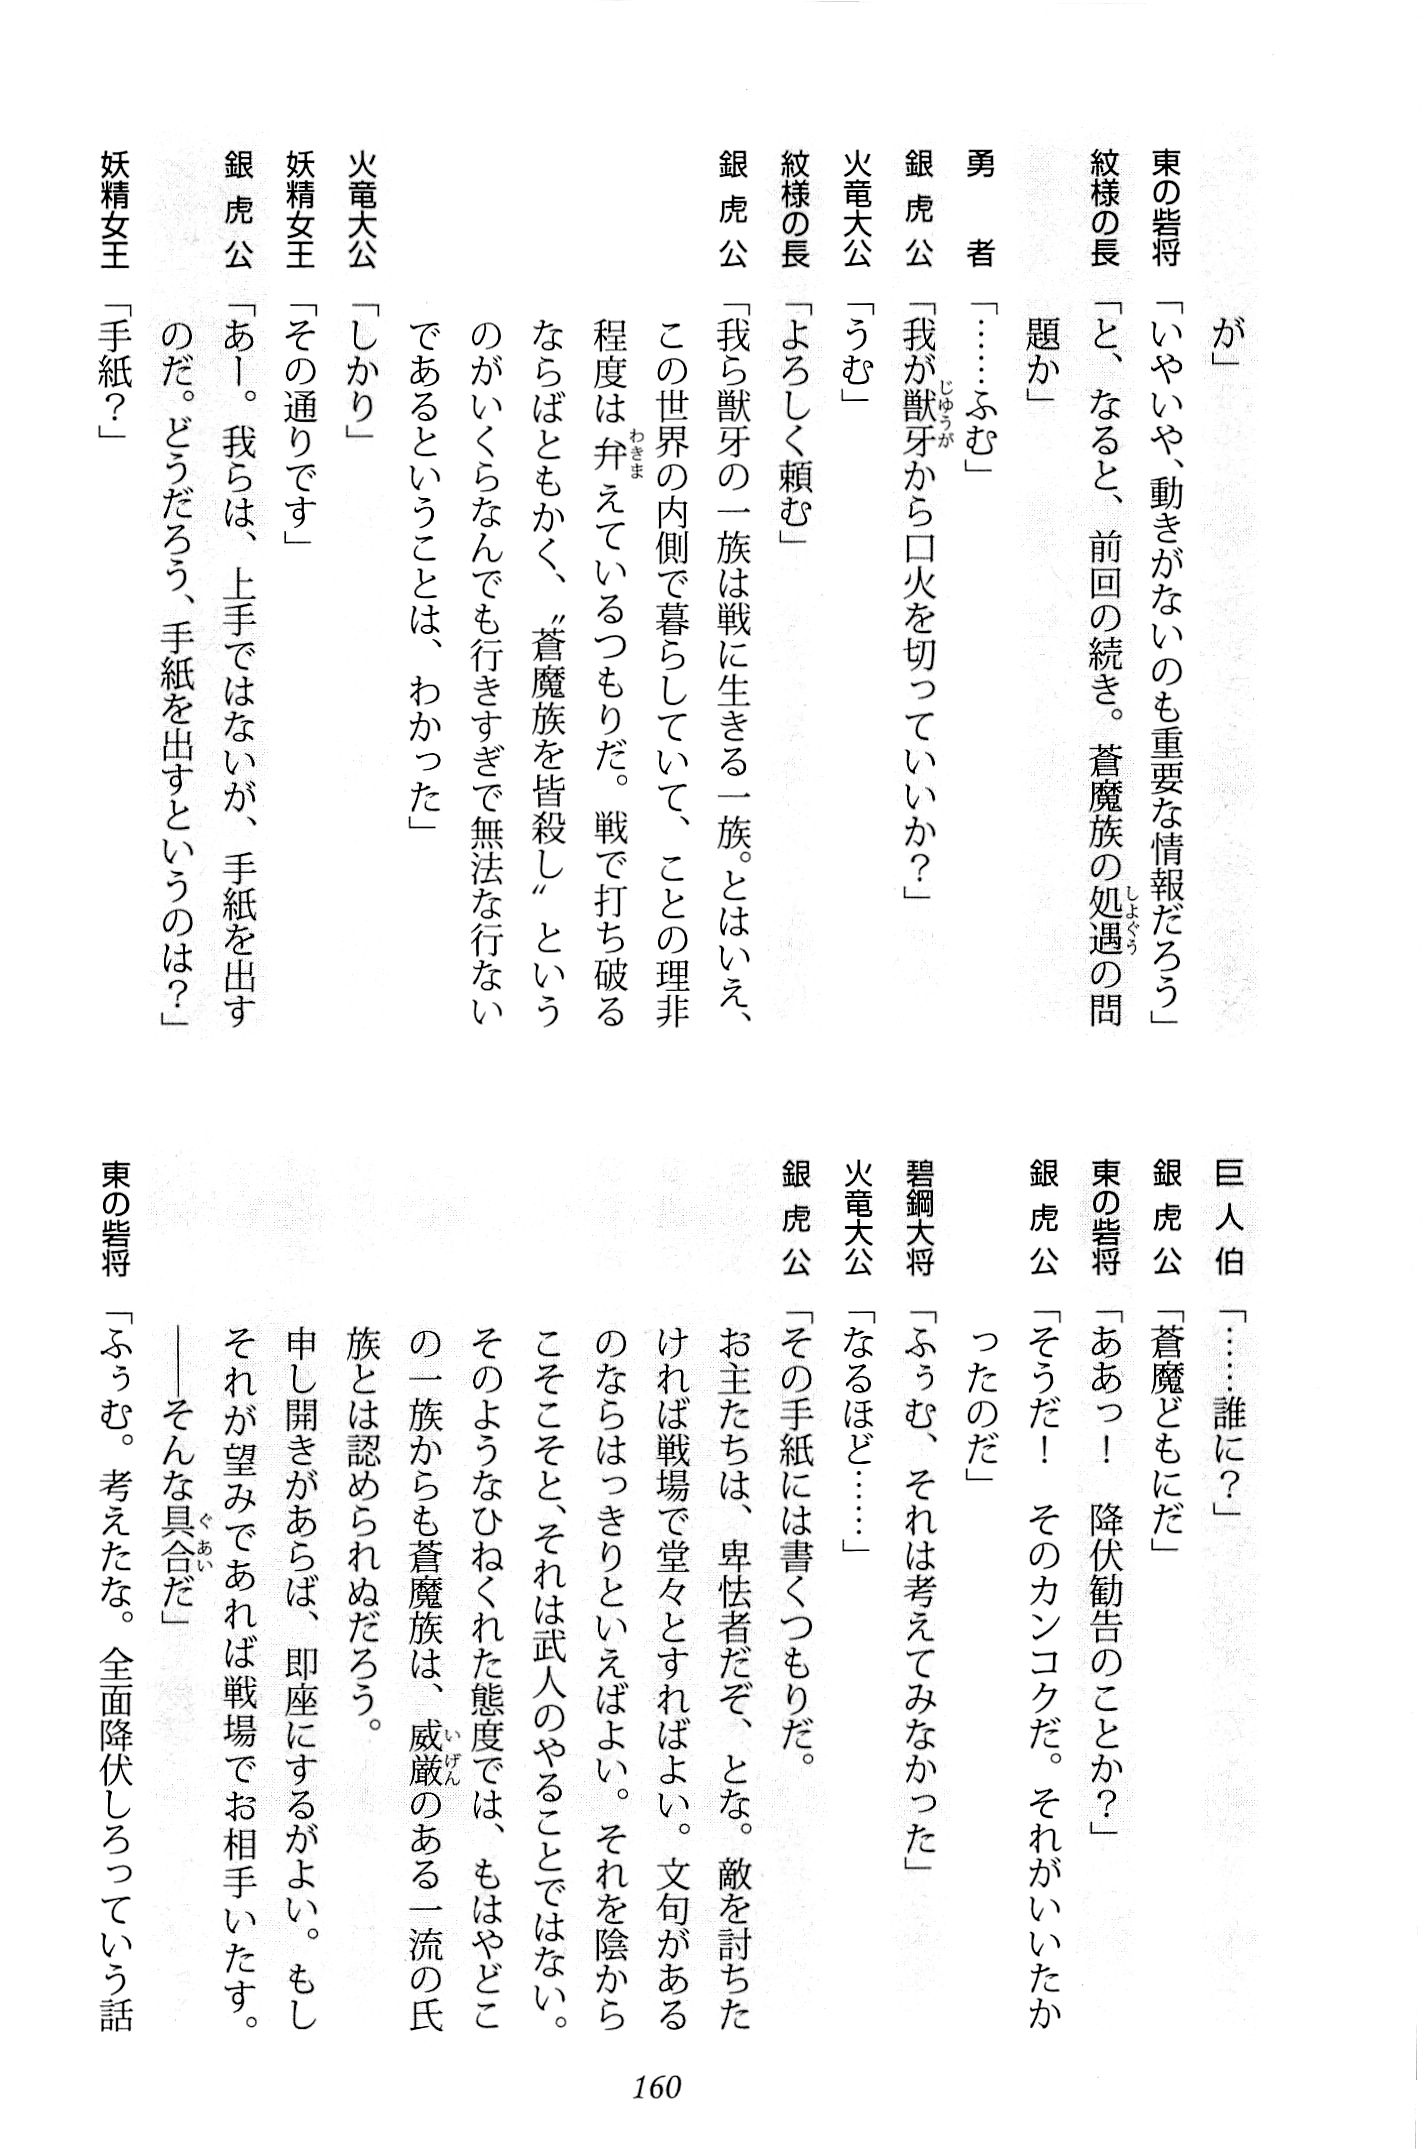 が」
東の砦将「いやいや、動きがないのも重要な情報だろう」
紋様の長「と、なると、前回の続き。蒼魔族の処遇の問
題か」
勇者「……ふむ」
銀虎公「我が獣牙から口火を切っていいか？」
火竜大公「うむ」
紋様の長「よろしく頼む」
銀虎公「我ら獣牙の一族は戦に生きる一族。とはいえ、
この世界の内側で暮らしていて、ことの理非
程度は弁えているつもりだ。戦で打ち破る
ならばともかく、〝蒼魔族を皆殺し〟という
のがいくらなんでも行きすぎで無法な行ない
であるということは、わかった」
火竜大公「しかり」
妖精女王「その通りです」
銀虎公「あー。我らは、上手ではないが、手紙を出す
のだ。どうだろう、手紙を出すというのは？」
妖精女王「手紙？」
巨人伯「……誰に？」
銀虎公「蒼魔どもにだ」
東の砦将「ああっ！　降伏勧告のことか？」
銀虎公「そうだ！　そのカンコクだ。それがいいたか
ったのだ」
碧鋼大将「ふぅむ、それは考えてみなかった」
火竜大公「なるほど……」
銀虎公「その手紙には書くつもりだ。
お主たちは、卑怯者だぞ、とな。敵を討ちた
ければ戦場で堂々とすればよい。文句がある
のならはっきりといえばよい。それを陰から
こそこそと、それは武人のやることではない。
そのようなひねくれた態度では、もはやどこ
の一族からも蒼魔族は、威厳のある一流の氏
族とは認められぬだろう。
申し開きがあらば、即座にするがよい。もし
それが望みであれば戦場でお相手いたす。
――そんな具合だ」
東の砦将「ふぅむ。考えたな。全面降伏しろっていう話
160